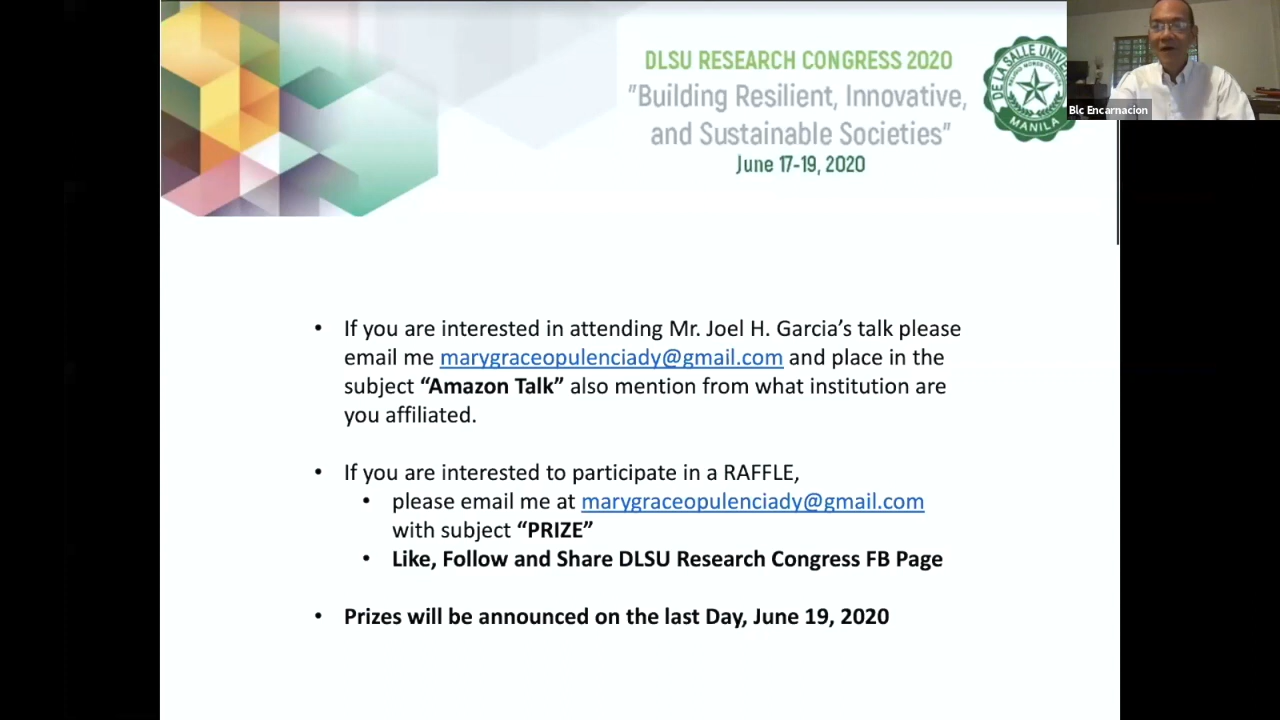 DLSU RESEARCH CONGRESS 2020
"Building Resilient, Innovative,
and Sustainable Societies"
June 17-19, 2020
DE LA SALLE UNIV
MANILA
Blc Encarnacion
• If you are interested in attending Mr. Joel H. Garcia's talk please
email me marygraceopulenciady@gmail.com and place in the
subject “Amazon Talk” also mention from what institution are
you affiliated.
• If you are interested to participate in a RAFFLE,
• please email me at marygraceopulenciady@gmail.com
with subject “PRIZE”
• Like, Follow and Share DLSU Research Congress FB Page
• Prizes will be announced on the last Day, June 19, 2020